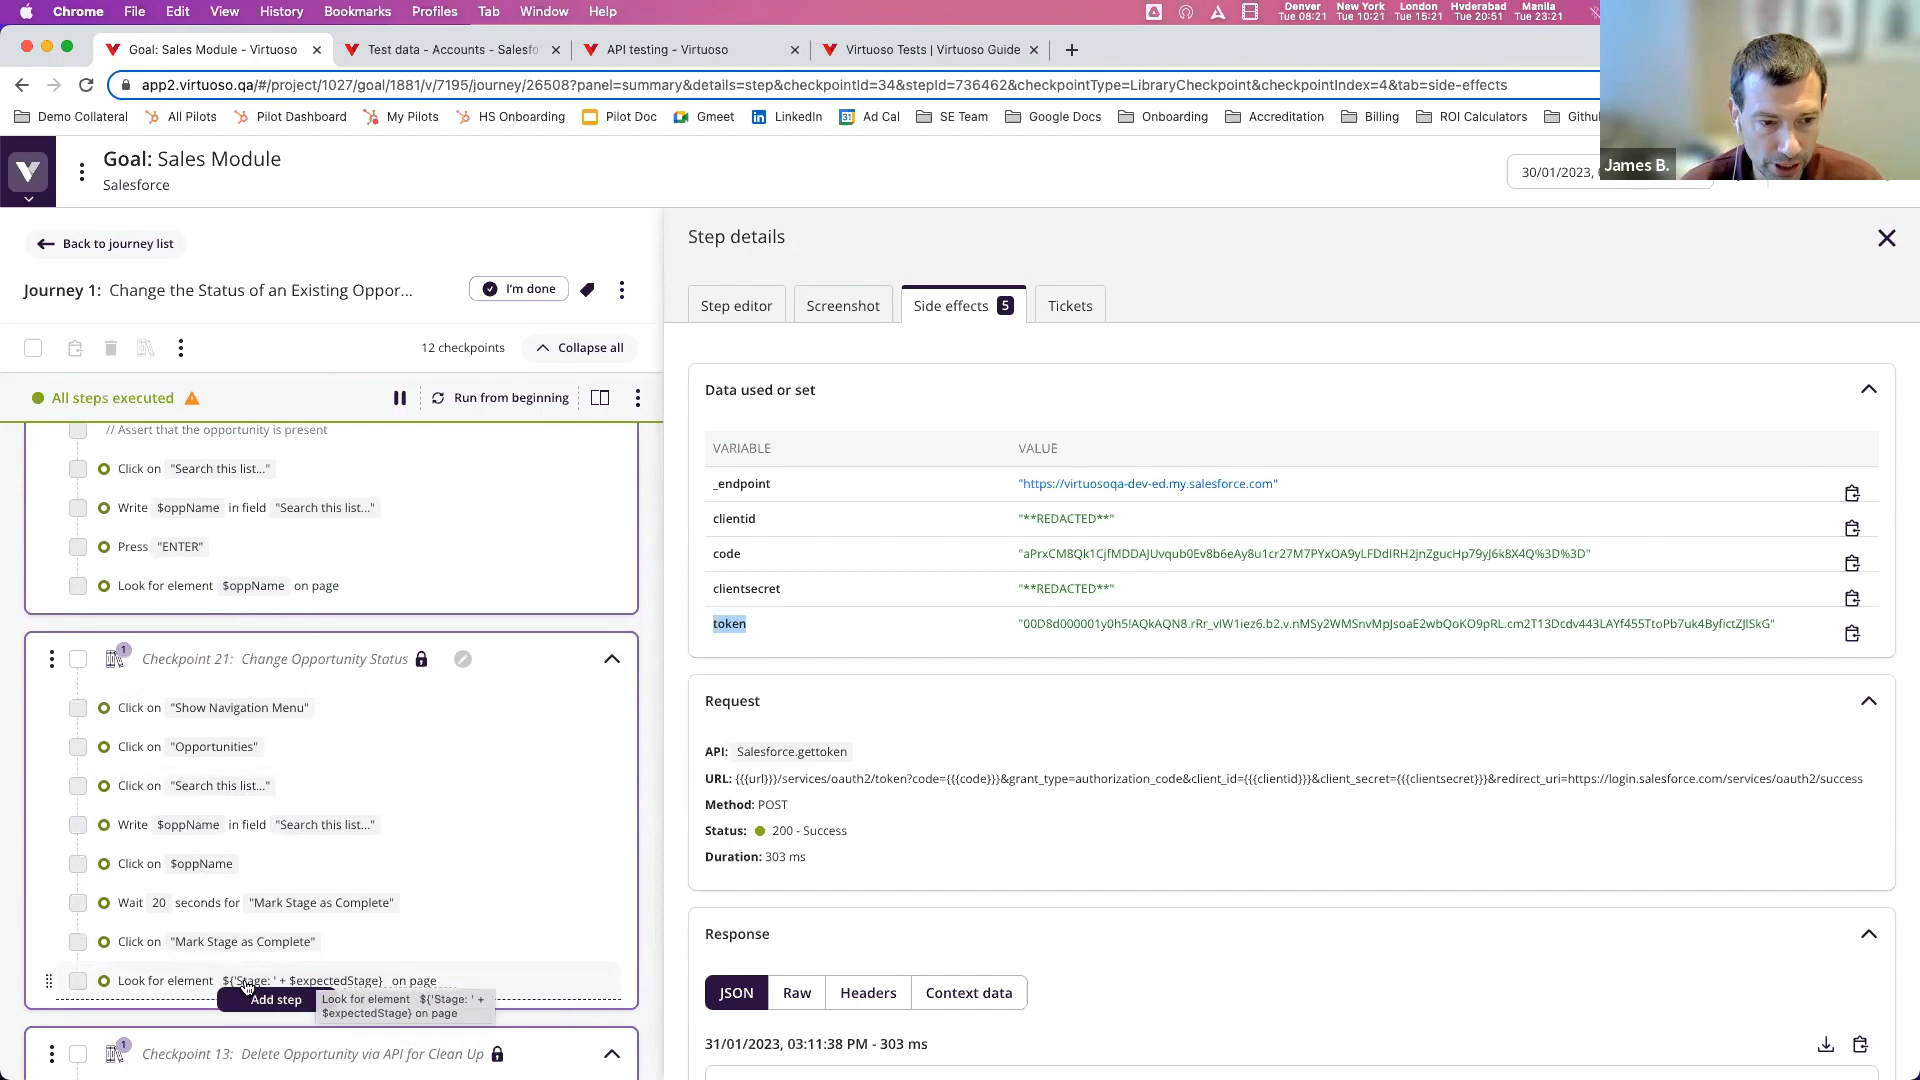 Chrome File Edit View History Bookmarks Profiles Tab Window Help
Denver New York London Hyderabad Manila
Tue 08:21 Tue 10:21 Tue 15:21 Tue 20:51 Tue 23:21
Goal: Sales Module - Virtuoso
Test data - Accounts - Salesfo
API testing - Virtuoso
Virtuoso Tests | Virtuoso Guide
app2.virtuoso.qa/#/project/1027/goal/1881/v/7195/journey/26508?panel=summary&details=step&checkpointId=34&stepId=736462&checkpointType=LibraryCheckpoint&checkpointIndex=4&tab=side-effects
Demo Collateral All Pilots Pilot Dashboard My Pilots HS Onboarding Pilot Doc Gmeet LinkedIn Ad Cal SE Team Google Docs Onboarding Accreditation Billing ROI Calculators Githu
James B.
Goal: Sales Module
Salesforce
30/01/2023,
Back to journey list
Journey 1: Change the Status of an Existing Oppor...
I'm done
12 checkpoints
Collapse all
All steps executed
Run from beginning
// Assert that the opportunity is present
Click on "Search this list..."
Write $oppName in field "Search this list..."
Press "ENTER"
Look for element $oppName on page
1
Checkpoint 21: Change Opportunity Status
Click on "Show Navigation Menu"
Click on "Opportunities"
Click on "Search this list..."
Write $oppName in field "Search this list..."
Click on $oppName
Wait 20 seconds for "Mark Stage as Complete"
Click on "Mark Stage as Complete"
Look for element ${'Stage: ' + $expectedStage} on page
Add step
Look for element ${'Stage: ' +
$expectedStage} on page
1
Checkpoint 13: Delete Opportunity via API for Clean Up
Step details
Step editor
Screenshot
Side effects 5
Tickets
Data used or set
VARIABLE VALUE
_endpoint "https://virtuosoqa-dev-ed.my.salesforce.com"
clientid "**REDACTED**"
code
clientsecret "**REDACTED**"
token
Request
API: Salesforce.gettoken
URL: {{{url}}}/services/oauth2/token?code={{{code}}}&grant_type=authorization_code&client_id={{{clientid}}}&client_secret={{{clientsecret}}}&redirect_uri=https://login.salesforce.com/services/oauth2/success
Method: POST
Status: 200 - Success
Duration: 303 ms
Response
JSON
Raw
Headers
Context data
31/01/2023, 03:11:38 PM - 303 ms